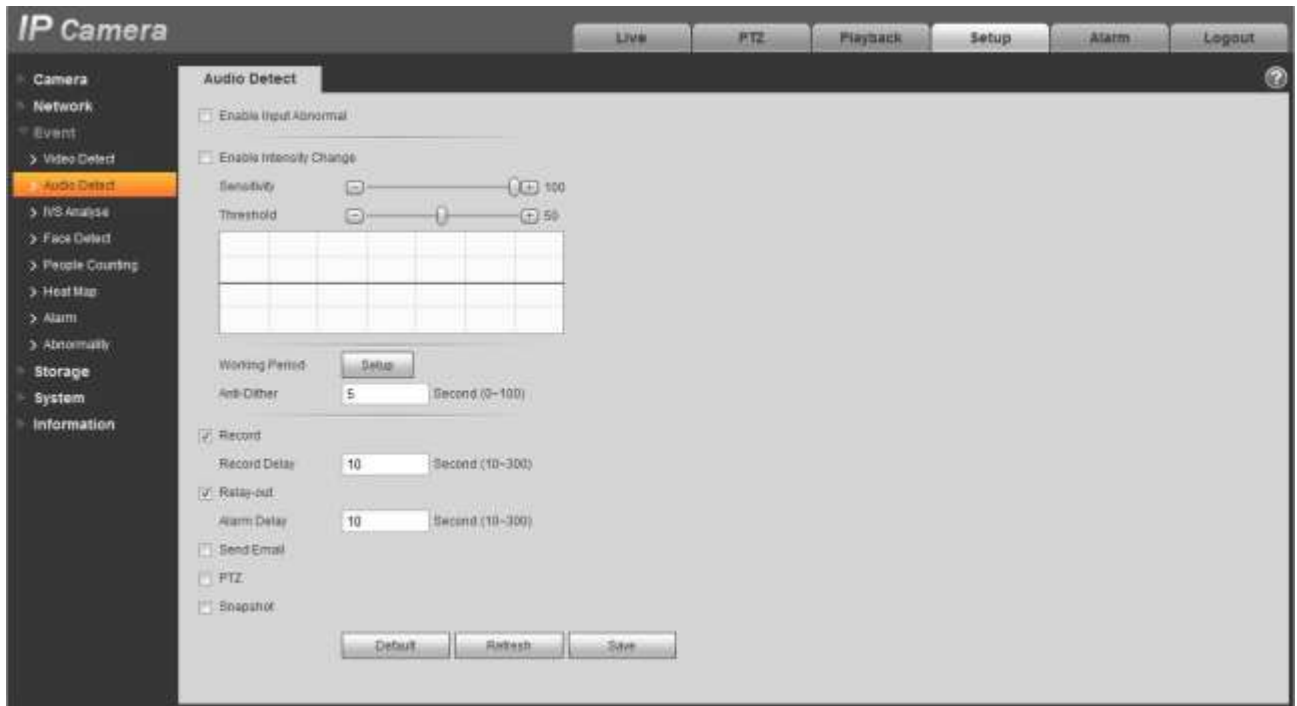 IP Camera
Live
PTZ
Playback
Setup
Alarm
Logout
Camera
Network
Event
Video Detect
Audio Detect
IVS Analyse
Face Detect
People Counting
Heat Map
Alarm
Abnormality
Storage
System
Information
Audio Detect
?
Enable Input Abnormal
Enable Intensity Change
Sensitivity 100
Threshold 50
Working Period Setup
Anti-Dither 5 Second (0~100)
Record
Record Delay 10 Second (10~300)
Relay-out
Alarm Delay 10 Second (10~300)
Send Email
PTZ
Snapshot
Default Refresh Save